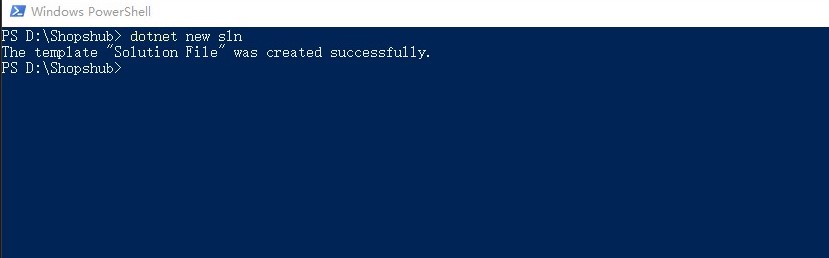 Windows PowerShell
PS D:\Shopshub> dotnet new sln
The template "Solution File" was created successfully.
PS D:\Shopshub>